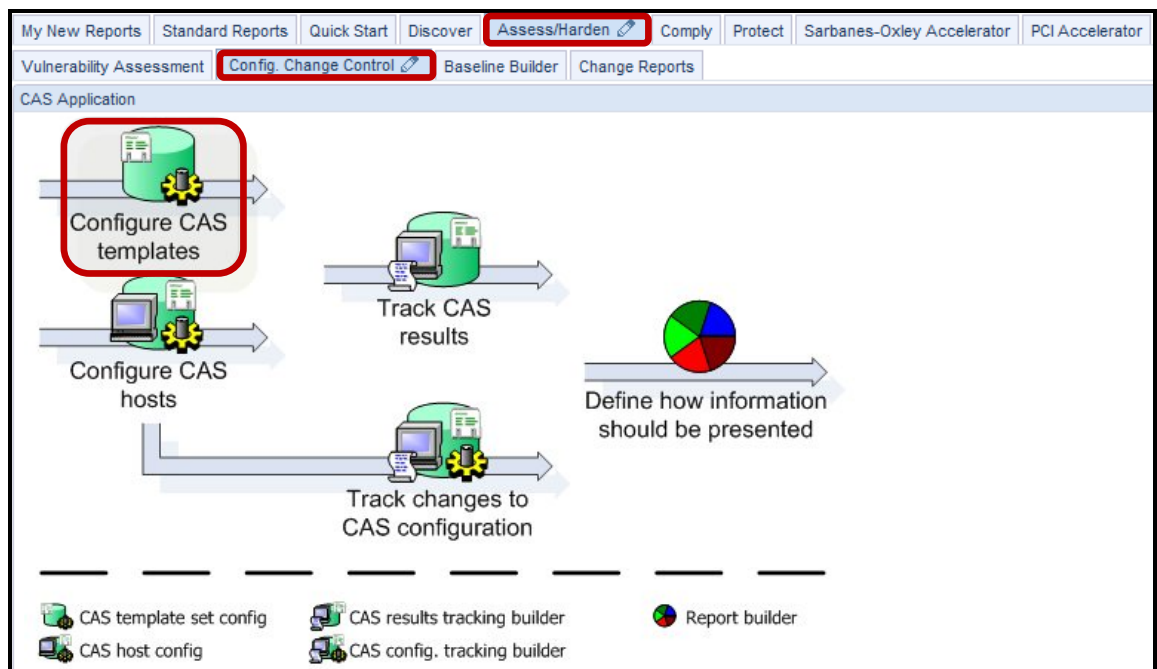 My New Reports Standard Reports Quick Start Discover Assess/Harden Comply Protect Sarbanes-Oxley Accelerator PCI Accelerator
Vulnerability Assessment Config. Change Control Baseline Builder Change Reports
CAS Application
Configure CAS
templates
Track CAS
results
Configure CAS
hosts
Define how information
should be presented
Track changes to
CAS configuration
CAS template set config
CAS results tracking builder
Report builder
CAS host config
CAS config. tracking builder